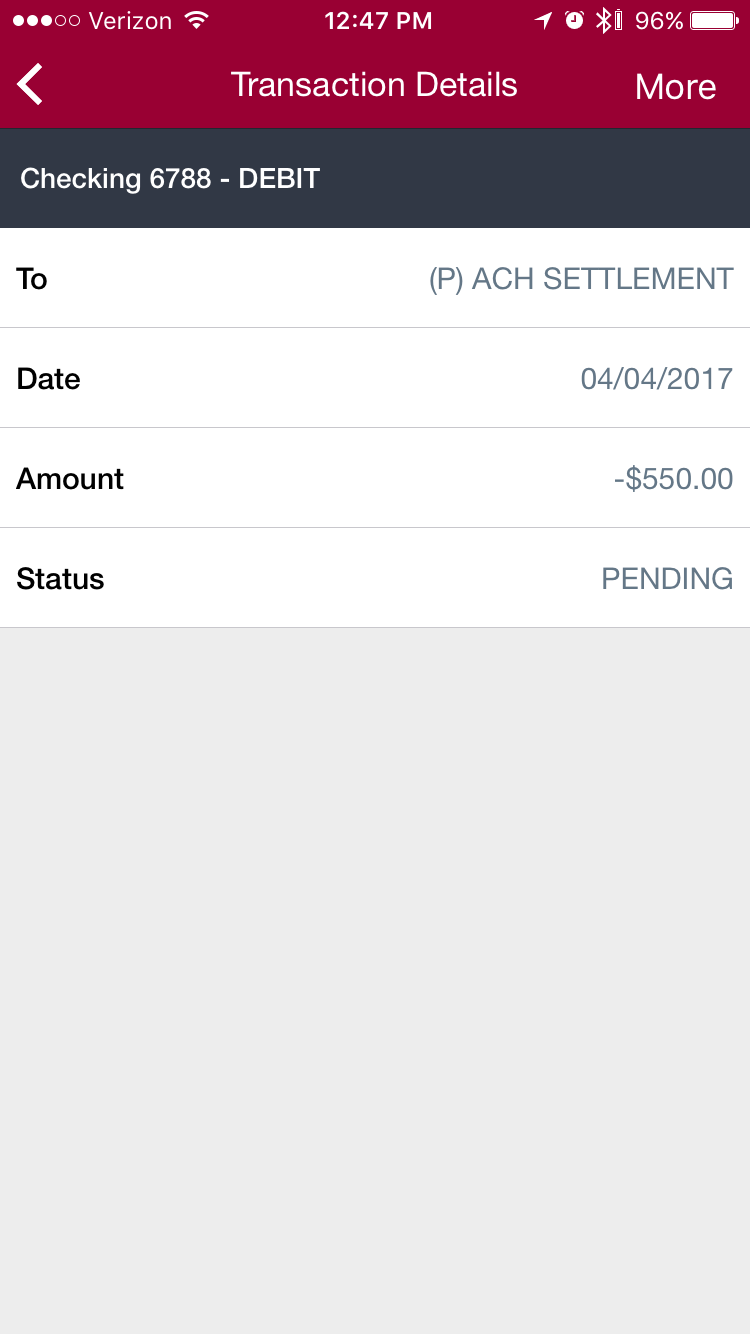 Verizon 12:47 PM 96%
Transaction Details More
Checking 6788 - DEBIT
To (P) ACH SETTLEMENT
Date 04/04/2017
Amount -$550.00
Status PENDING